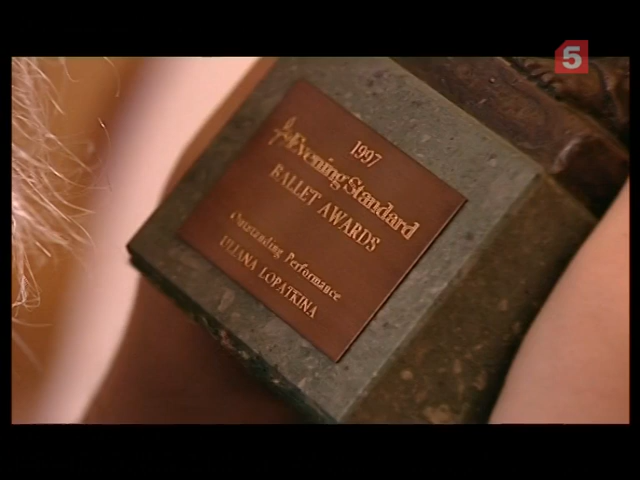 5
1997
Evening Standard
BALLET AWARDS
Outstanding Performance
ULIANA LOPATKINA